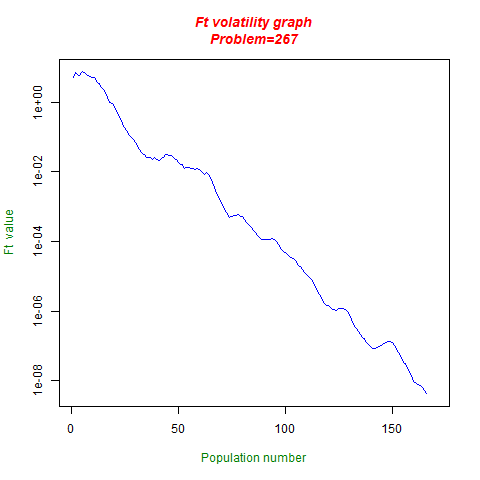 Ft volatility graph
Problem=267
1e+00
1e-02
1e-04
1e-06
1e-08
Ft value
0 50 100 150
Population number